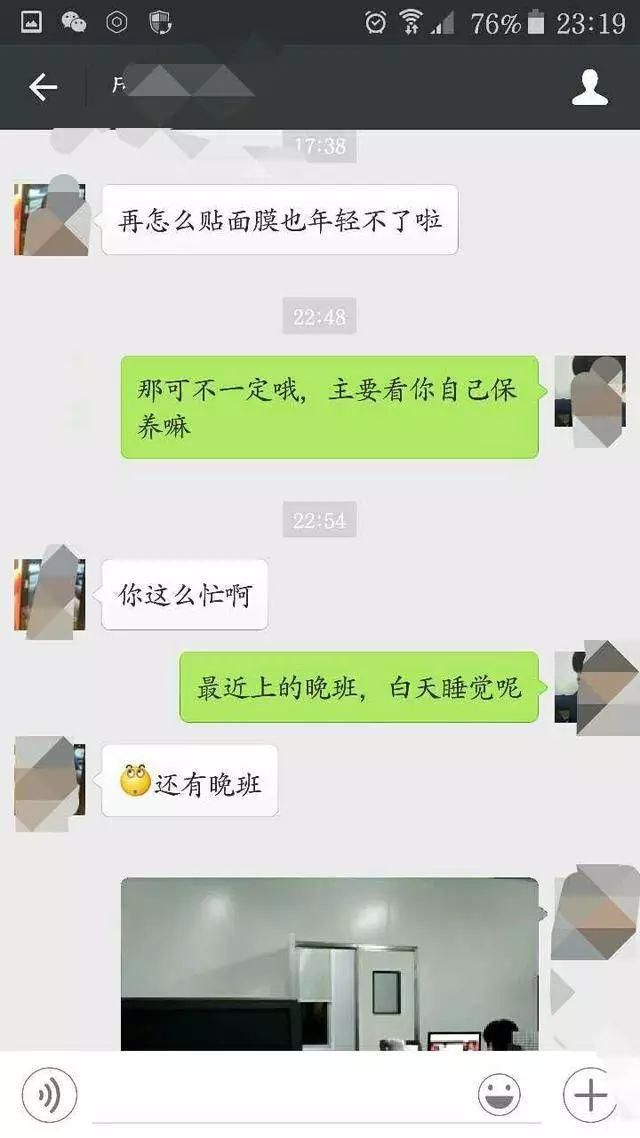 76% 23:19
17:38
再怎么贴面膜也年轻不了啦
22:48
那可不一定哦，主要看你自己保
养嘛
22:54
你这么忙啊
最近上的晚班，白天睡觉呢
还有晚班